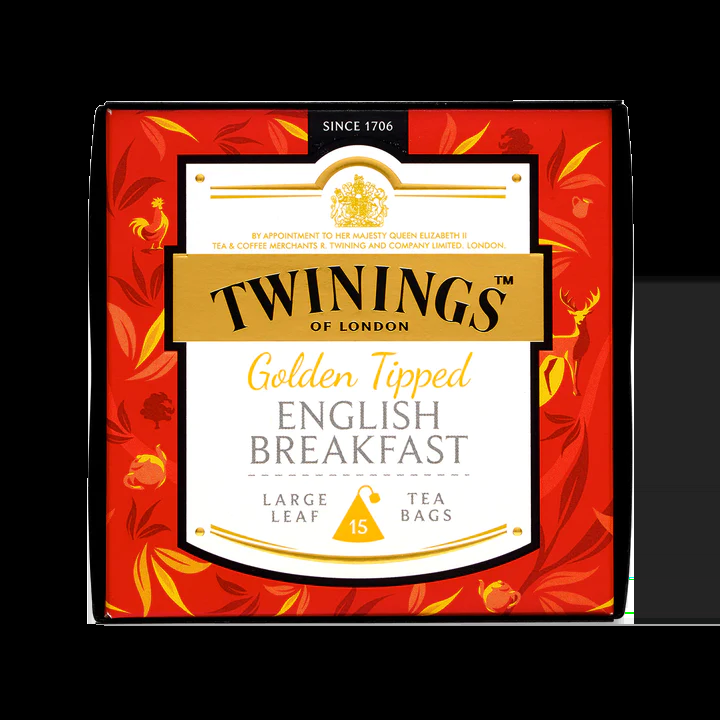 SINCE 1706
BY APPOINTMENT TO HER MAJESTY QUEEN ELIZABETH II
TEA & COFFEE MERCHANTS R. TWINING AND COMPANY LIMITED. LONDON.
TWININGS™
OF LONDON
Golden Tipped
ENGLISH
BREAKFAST
LARGE LEAF
15
TEA BAGS